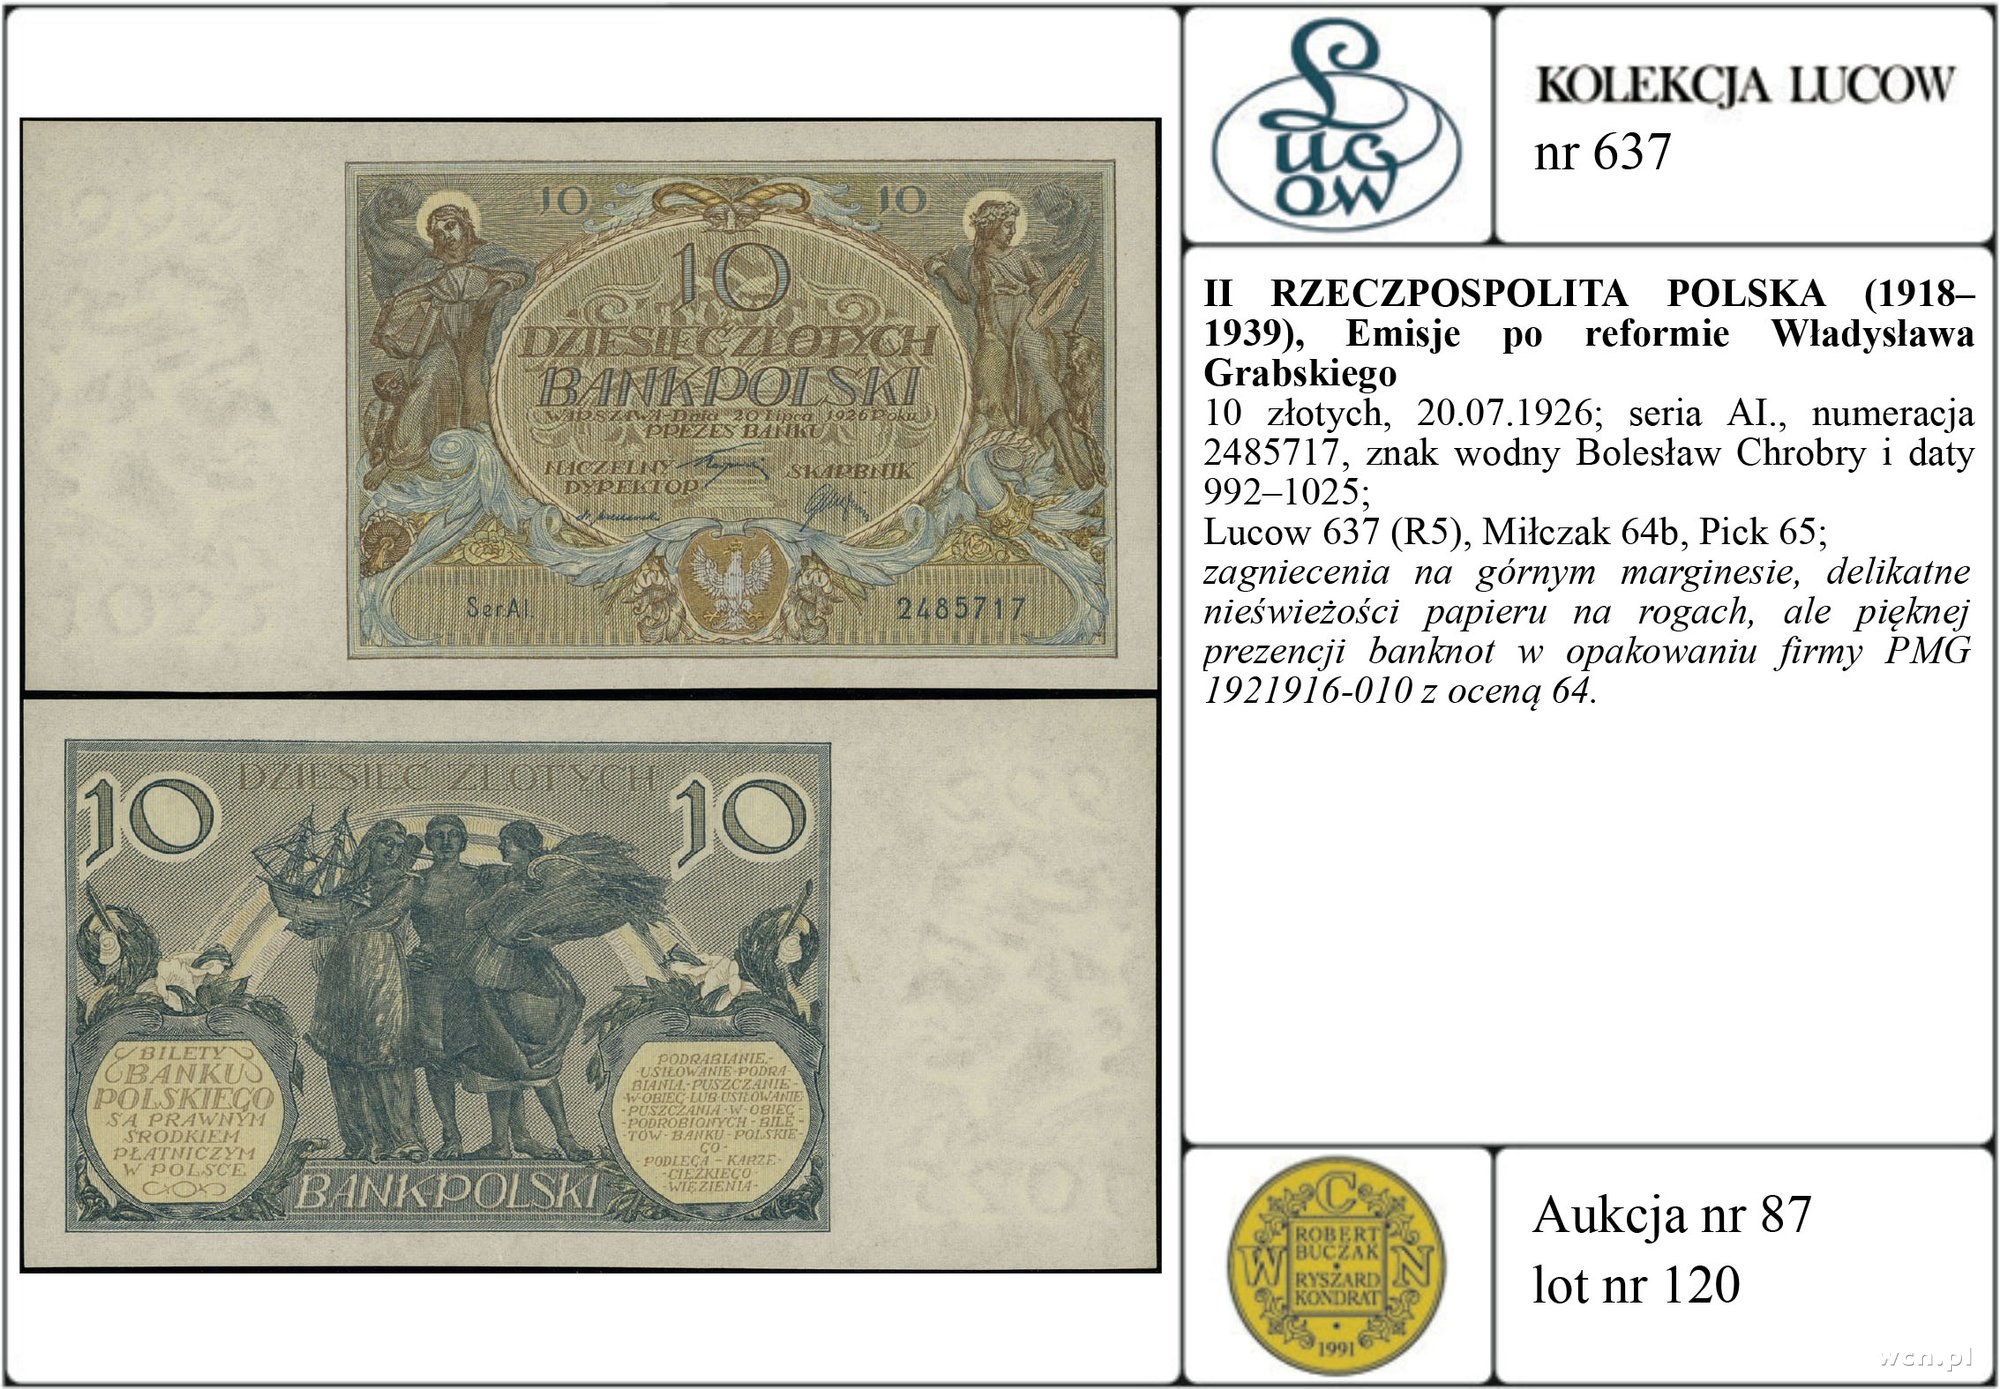 10
10
10
DZIESIĘĆ ZŁOTYCH
BANK POLSKI
WARSZAWA-Dnia 20 Lipca 1926 Roku
PREZES BANKU
NACZELNY
DYREKTOR
SKARBNIK
Ser AI.
2485717
DZIESIĘĆ ZŁOTYCH
10
10
BILETY
BANKU
POLSKIEGO
SĄ PRAWNYM
ŚRODKIEM
PŁATNICZYM
W POLSCE
PODRABIANIE,-
USIŁOWANIE-PODRA
BIANIA,-PUSZCZANIE-
-W-OBIEG-LUB-USIŁOWANIE
-PUSZCZANIA-W-OBIEG-
-PODROBIONYCH-BILE-
-TÓW-BANKU-POLSKIE-
GO-
-PODLEGA-KARZE-
-CIĘŻKIEGO-
-WIĘZIENIA-
BANK POLSKI
Lucow
KOLEKCJA LUCOW
nr 637
II RZECZPOSPOLITA POLSKA (1918–
1939), Emisje po reformie Władysława
Grabskiego
10 złotych, 20.07.1926; seria AI., numeracja
2485717, znak wodny Bolesław Chrobry i daty
992–1025;
Lucow 637 (R5), Miłczak 64b, Pick 65;
zagniecenia na górnym marginesie, delikatne
nieświeżości papieru na rogach, ale pięknej
prezencji banknot w opakowaniu firmy PMG
1921916-010 z oceną 64.
W C N
ROBERT
BUCZAK
RYSZARD
KONDRAT
1991
Aukcja nr 87
lot nr 120
wcn.pl